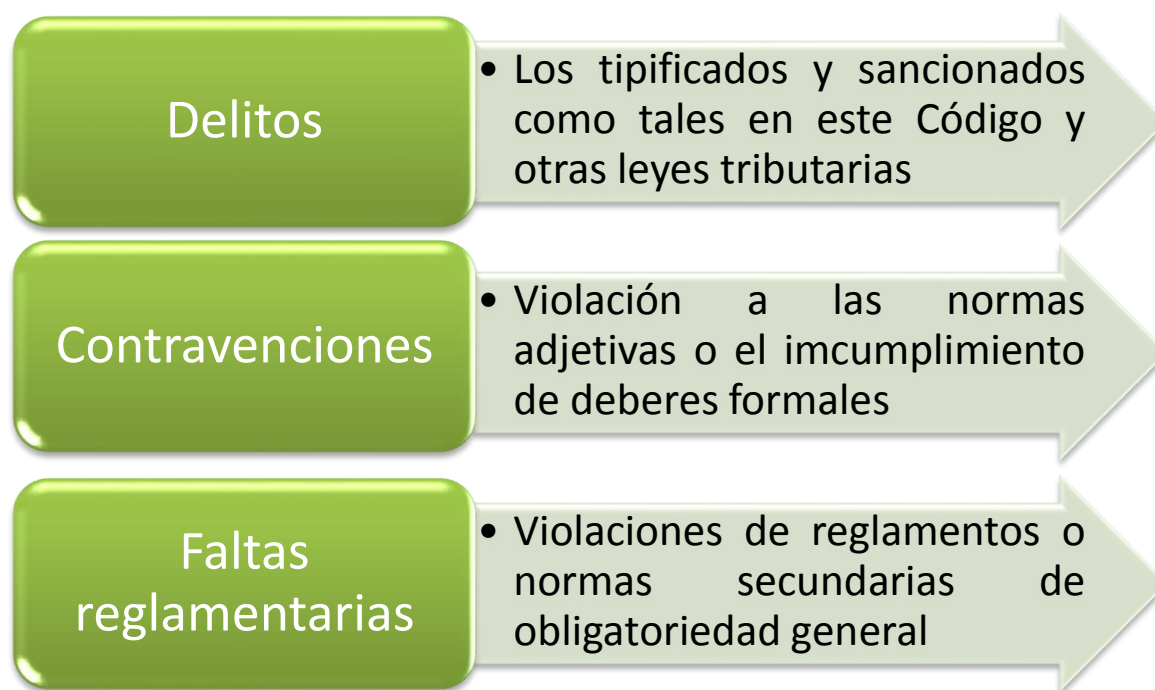 Delitos
• Los tipificados y sancionados
como tales en este Código y
otras leyes tributarias
Contravenciones
• Violación a las normas
adjetivas o el imcumplimiento
de deberes formales
Faltas
reglamentarias
• Violaciones de reglamentos o
normas secundarias de
obligatoriedad general